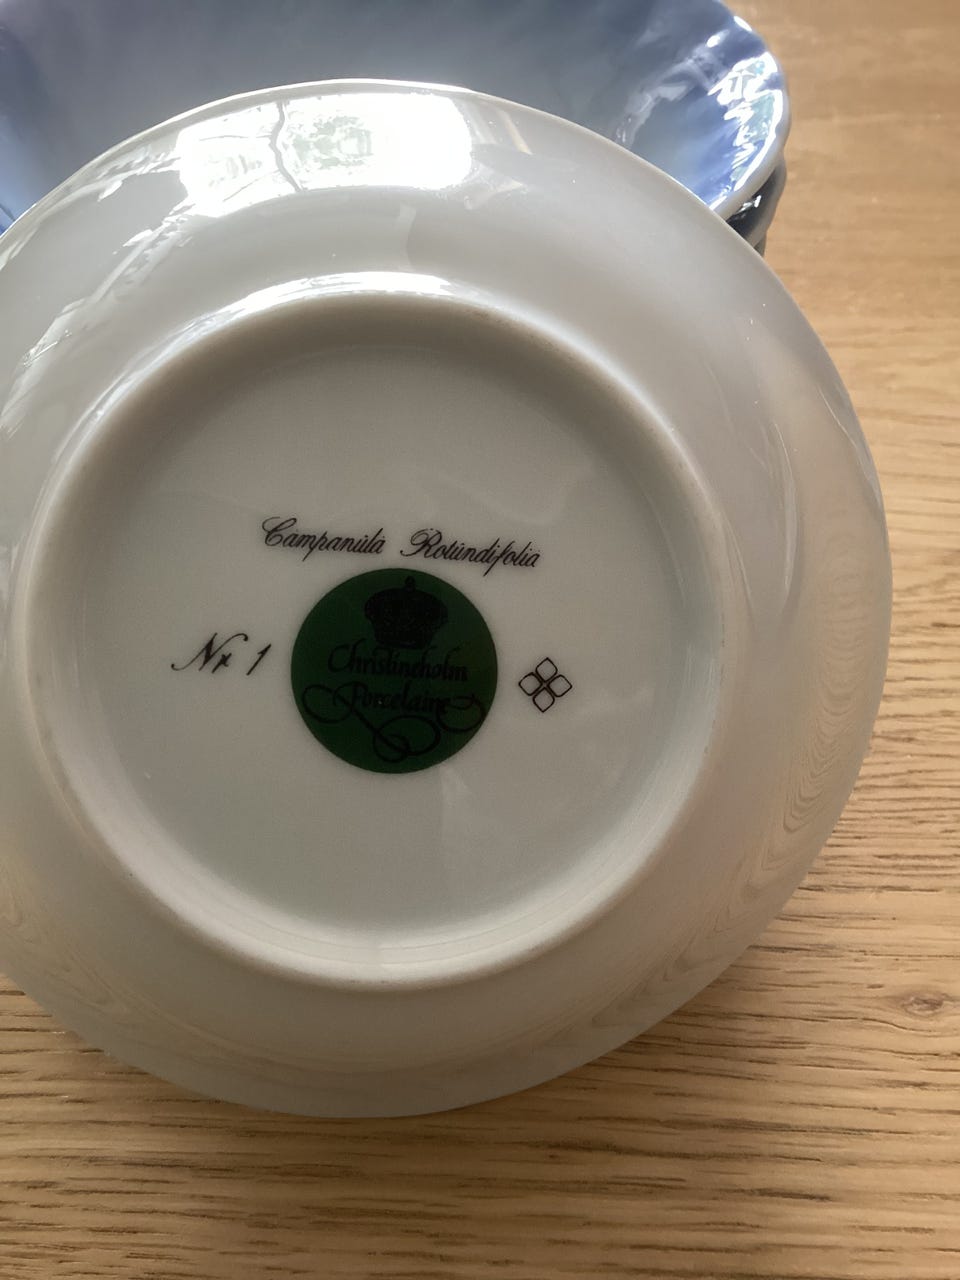 Campanula Rotundifolia
Nr 1
Christineholm
Porcelaine